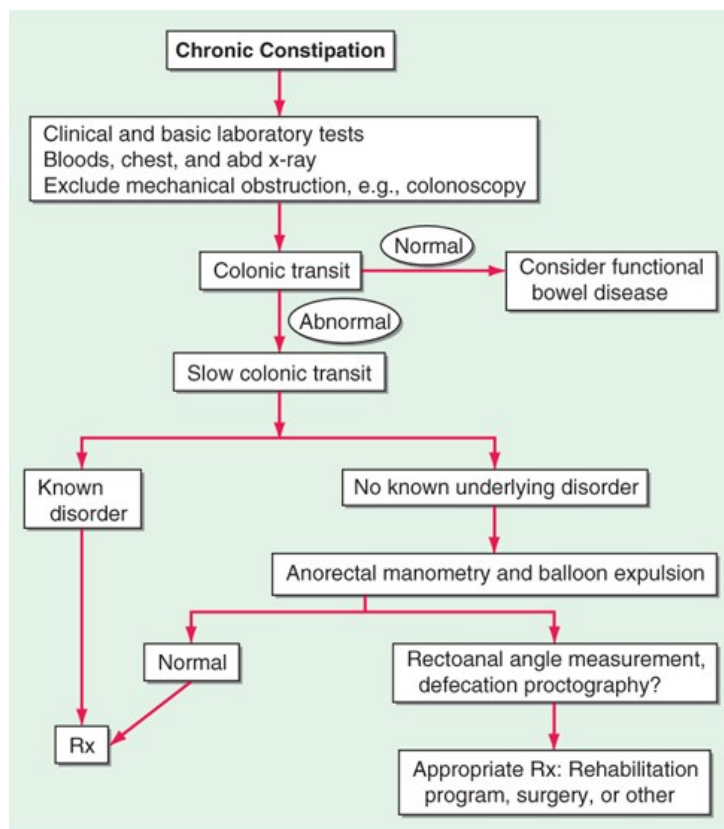 Chronic Constipation
Clinical and basic laboratory tests
Bloods, chest, and abd x-ray
Exclude mechanical obstruction, e.g., colonoscopy
Normal
Colonic transit
Consider functional
bowel disease
Abnormal
Slow colonic transit
Known
disorder
No known underlying disorder
Anorectal manometry and balloon expulsion
Normal
Rectoanal angle measurement,
defecation proctography?
Rx
Appropriate Rx: Rehabilitation
program, surgery, or other